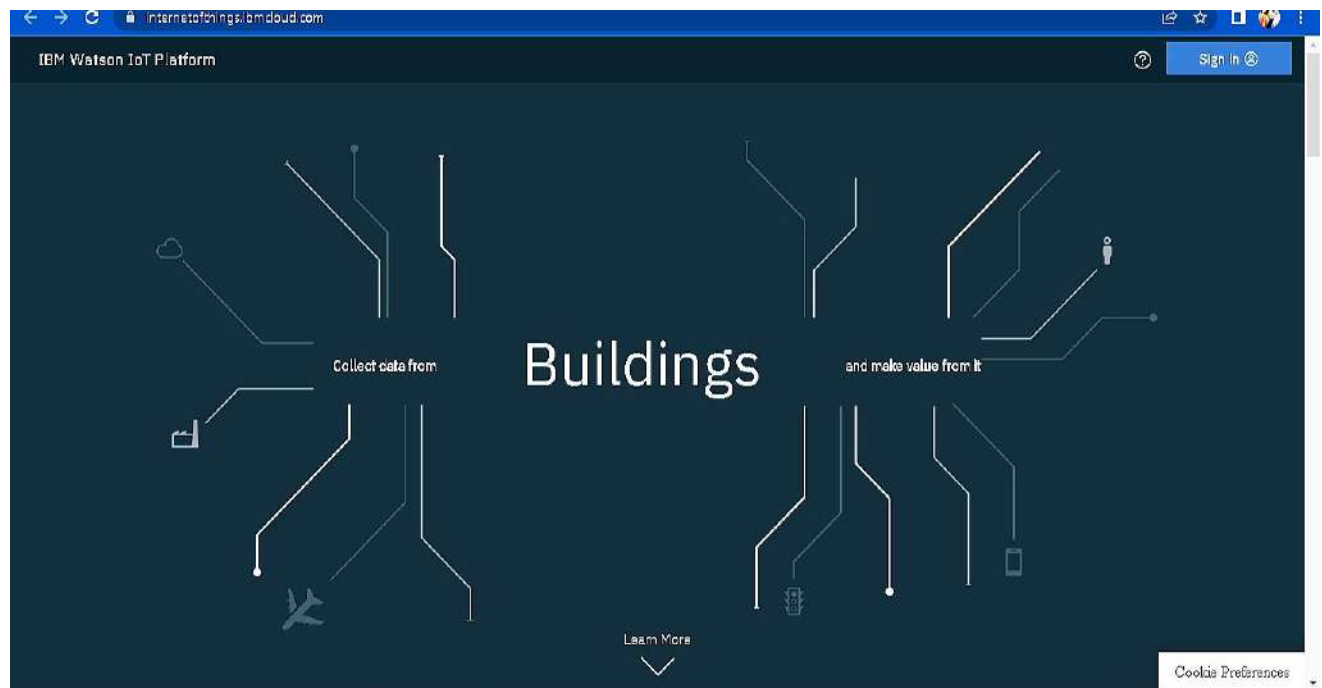 internetofthings.ibmcloud.com
IBM Watson IoT Platform
Sign in
Collect data from
Buildings
and make value from it
Learn More
Cookie Preferences